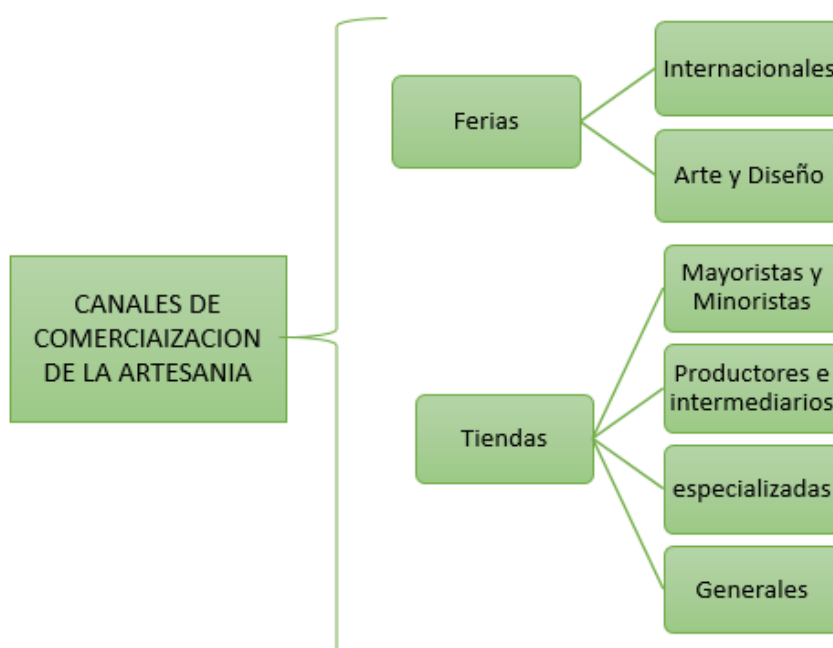 CANALES DE
COMERCIAIZACION
DE LA ARTESANIA
Ferias
Internacionales
Arte y Diseño
Tiendas
Mayoristas y
Minoristas
Productores e
intermediarios
especializadas
Generales